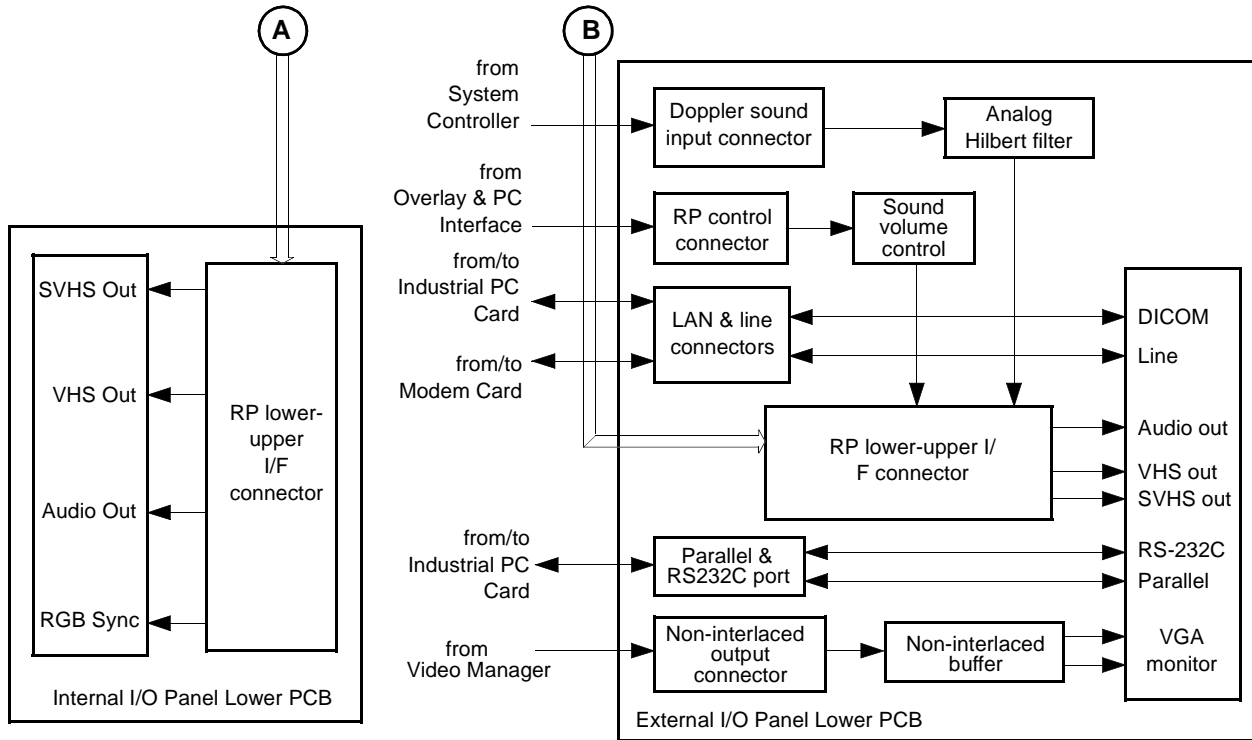 A
B
SVHS Out
VHS Out
Audio Out
RGB Sync
RP lower-
upper
I/F
connector
Internal I/O Panel Lower PCB
from
System
Controller
from
Overlay & PC
Interface
from/to
Industrial PC
Card
from/to
Modem Card
from/to
Industrial PC
Card
from
Video Manager
Doppler sound
input connector
Analog
Hilbert filter
RP control
connector
Sound
volume
control
LAN & line
connectors
RP lower-upper I/
F connector
Parallel &
RS232C port
Non-interlaced
output
connector
Non-interlaced
buffer
DICOM
Line
Audio out
VHS out
SVHS out
RS-232C
Parallel
VGA
monitor
External I/O Panel Lower PCB